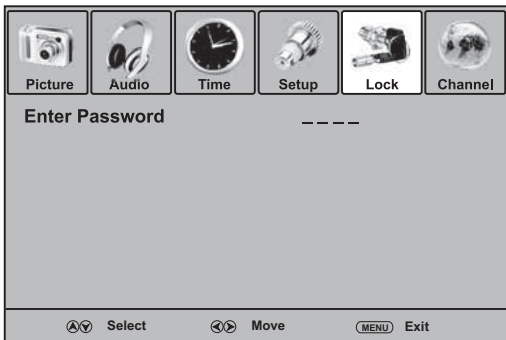 Picture Audio Time Setup Lock Channel
Enter Password _ _ _ _
Select Move MENU Exit